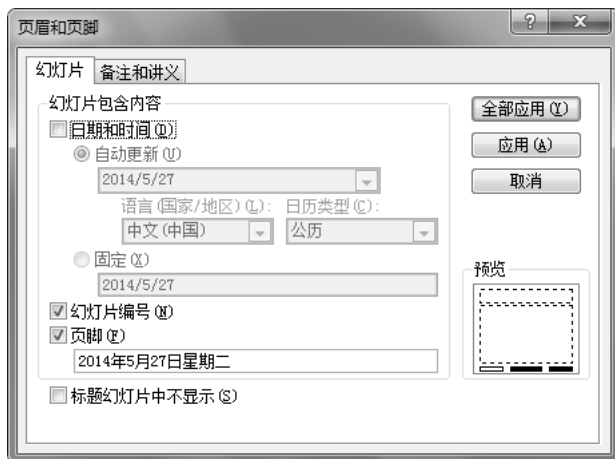 页眉和页脚
幻灯片 备注和讲义
幻灯片包含内容
日期和时间(D)
自动更新(U)
2014/5/27
语言(国家/地区)(L): 日历类型(C):
中文(中国) 公历
固定(X)
2014/5/27
幻灯片编号(N)
页脚(F)
2014年5月27日星期二
标题幻灯片中不显示(S)
全部应用(Y)
应用(A)
取消
预览